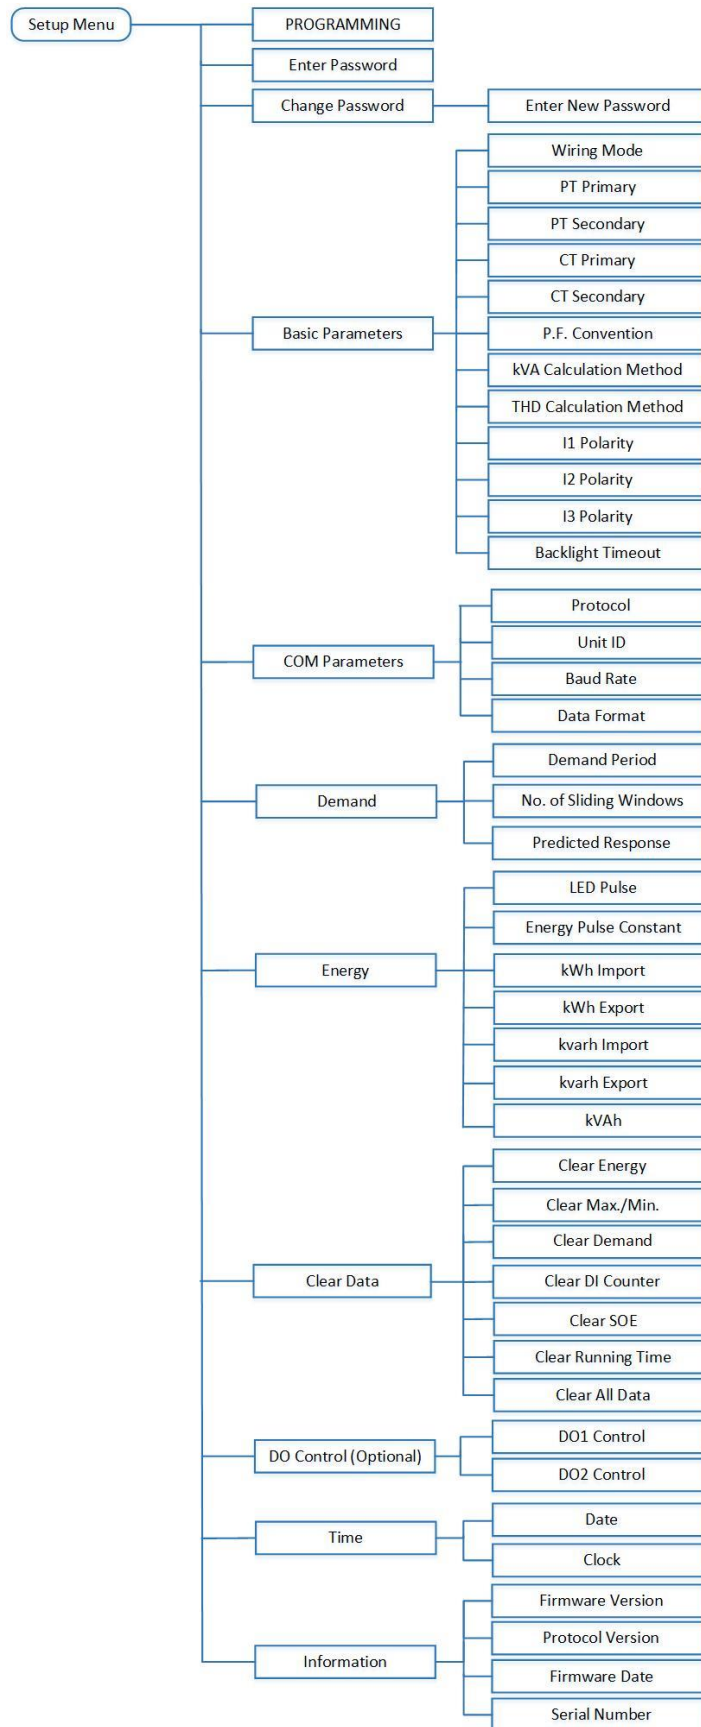 Setup Menu
PROGRAMMING
Enter Password
Change Password
Enter New Password
Basic Parameters
Wiring Mode
PT Primary
PT Secondary
CT Primary
CT Secondary
P.F. Convention
kVA Calculation Method
THD Calculation Method
I1 Polarity
I2 Polarity
I3 Polarity
Backlight Timeout
COM Parameters
Protocol
Unit ID
Baud Rate
Data Format
Demand
Demand Period
No. of Sliding Windows
Predicted Response
Energy
LED Pulse
Energy Pulse Constant
kWh Import
kWh Export
kvarh Import
kvarh Export
kVAh
Clear Data
Clear Energy
Clear Max./Min.
Clear Demand
Clear DI Counter
Clear SOE
Clear Running Time
Clear All Data
DO Control (Optional)
DO1 Control
DO2 Control
Time
Date
Clock
Information
Firmware Version
Protocol Version
Firmware Date
Serial Number